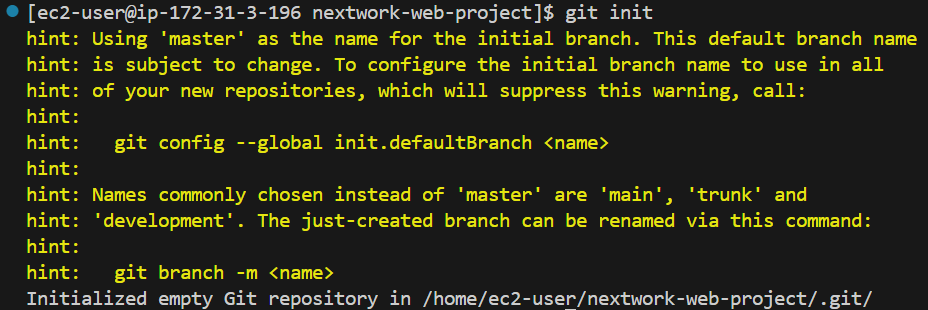 [ec2-user@ip-172-31-3-196 nextwork-web-project]$ git init
hint: Using 'master' as the name for the initial branch. This default branch name
hint: is subject to change. To configure the initial branch name to use in all
hint: of your new repositories, which will suppress this warning, call:
hint:
hint:   git config --global init.defaultBranch <name>
hint:
hint: Names commonly chosen instead of 'master' are 'main', 'trunk' and
hint: 'development'. The just-created branch can be renamed via this command:
hint:
hint:   git branch -m <name>
Initialized empty Git repository in /home/ec2-user/nextwork-web-project/.git/